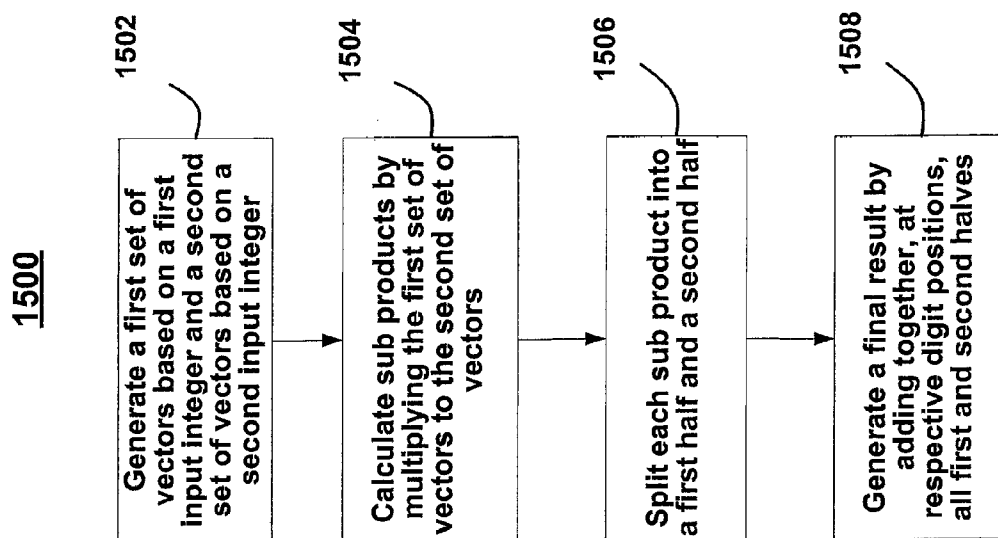 1500
1502
Generate a first set of
vectors based on a first
input integer and a second
set of vectors based on a
second input integer
1504
Calculate sub products by
multiplying the first set of
vectors to the second set of
vectors
1506
Split each sub product into
a first half and a second half
1508
Generate a final result by
adding together, at
respective digit positions,
all first and second halves